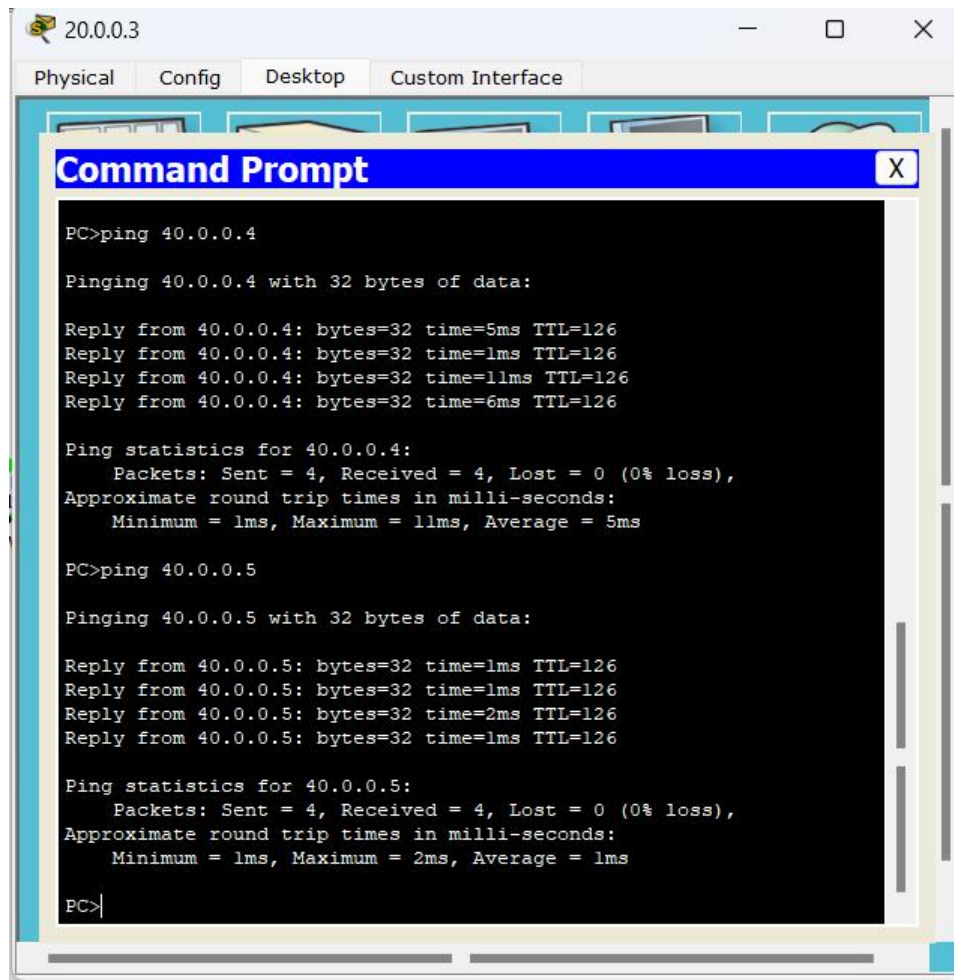 20.0.0.3
Physical Config Desktop Custom Interface
Command Prompt X
PC>ping 40.0.0.4
Pinging 40.0.0.4 with 32 bytes of data:
Reply from 40.0.0.4: bytes=32 time=5ms TTL=126
Reply from 40.0.0.4: bytes=32 time=1ms TTL=126
Reply from 40.0.0.4: bytes=32 time=11ms TTL=126
Reply from 40.0.0.4: bytes=32 time=6ms TTL=126
Ping statistics for 40.0.0.4:
Packets: Sent = 4, Received = 4, Lost = 0 (0% loss),
Approximate round trip times in milli-seconds:
Minimum = 1ms, Maximum = 11ms, Average = 5ms
PC>ping 40.0.0.5
Pinging 40.0.0.5 with 32 bytes of data:
Reply from 40.0.0.5: bytes=32 time=1ms TTL=126
Reply from 40.0.0.5: bytes=32 time=1ms TTL=126
Reply from 40.0.0.5: bytes=32 time=2ms TTL=126
Reply from 40.0.0.5: bytes=32 time=1ms TTL=126
Ping statistics for 40.0.0.5:
Packets: Sent = 4, Received = 4, Lost = 0 (0% loss),
Approximate round trip times in milli-seconds:
Minimum = 1ms, Maximum = 2ms, Average = 1ms
PC>